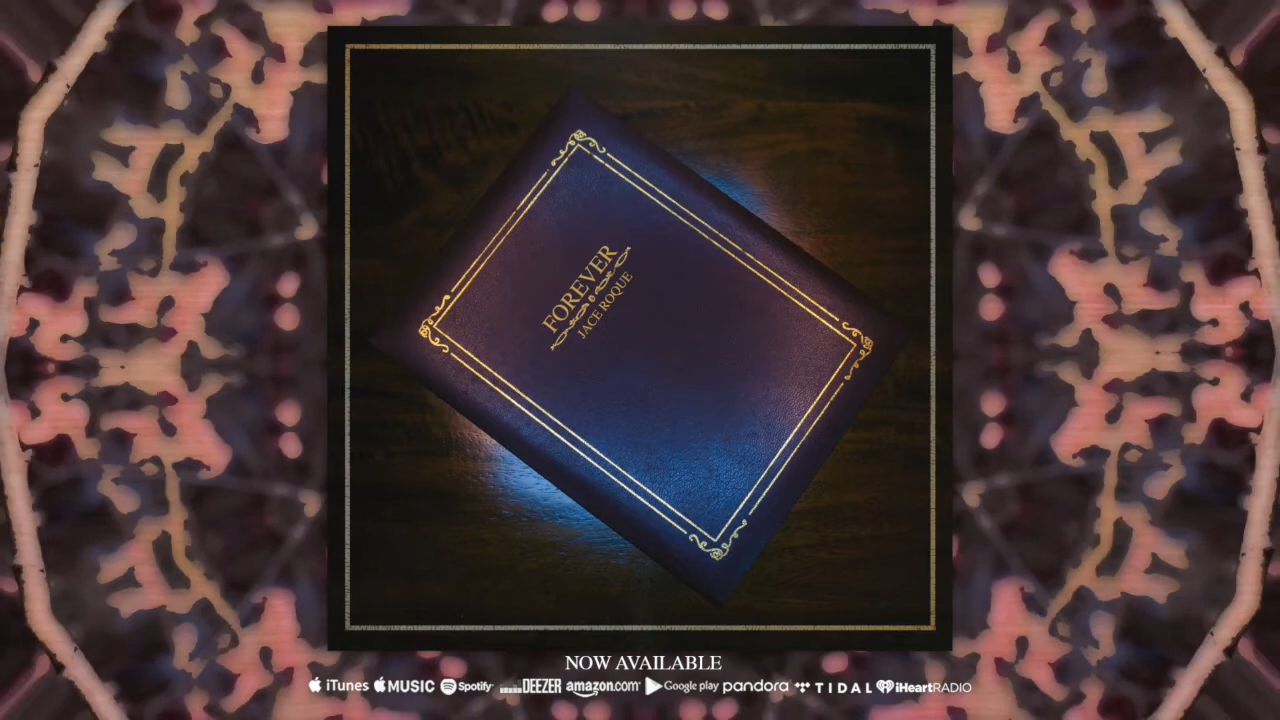 FOREVER
JACE ROQUE
NOW AVAILABLE
iTunes MUSIC Spotify DEEZER amazon.com Google play pandora TIDAL iHeartRADIO